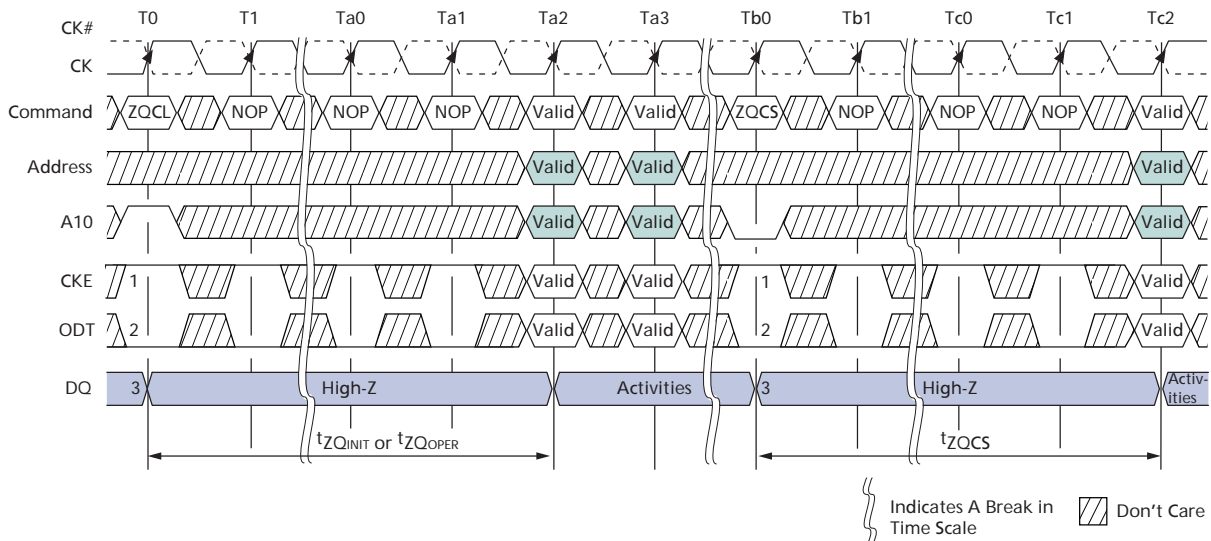 T0 T1 Ta0 Ta1 Ta2 Ta3 Tb0 Tb1 Tc0 Tc1 Tc2
CK#
CK
Command ZQCL NOP NOP NOP Valid Valid ZQCS NOP NOP NOP Valid
Address Valid Valid Valid
A10 Valid Valid Valid
CKE 1 Valid Valid 1 Valid
ODT 2 Valid Valid 2 Valid
DQ 3 High-Z Activities 3 High-Z Activ-
ities
tZQINIT or tZQOPER tZQCS
Indicates A Break in
Time Scale
Don't Care